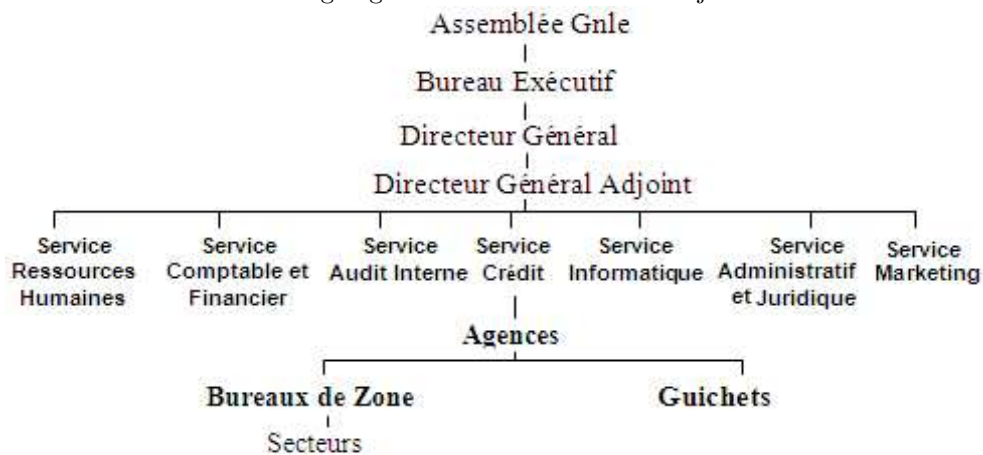 Assemblée Gnle
Bureau Exécutif
Directeur Général
Directeur Général Adjoint
Service
Ressources
Humaines
Service
Comptable et
Financier
Service
Audit Interne
Service
Crédit
Service
Informatique
Service
Administratif
et Juridique
Service
Marketing
Agences
Bureaux de Zone
Guichets
Secteurs